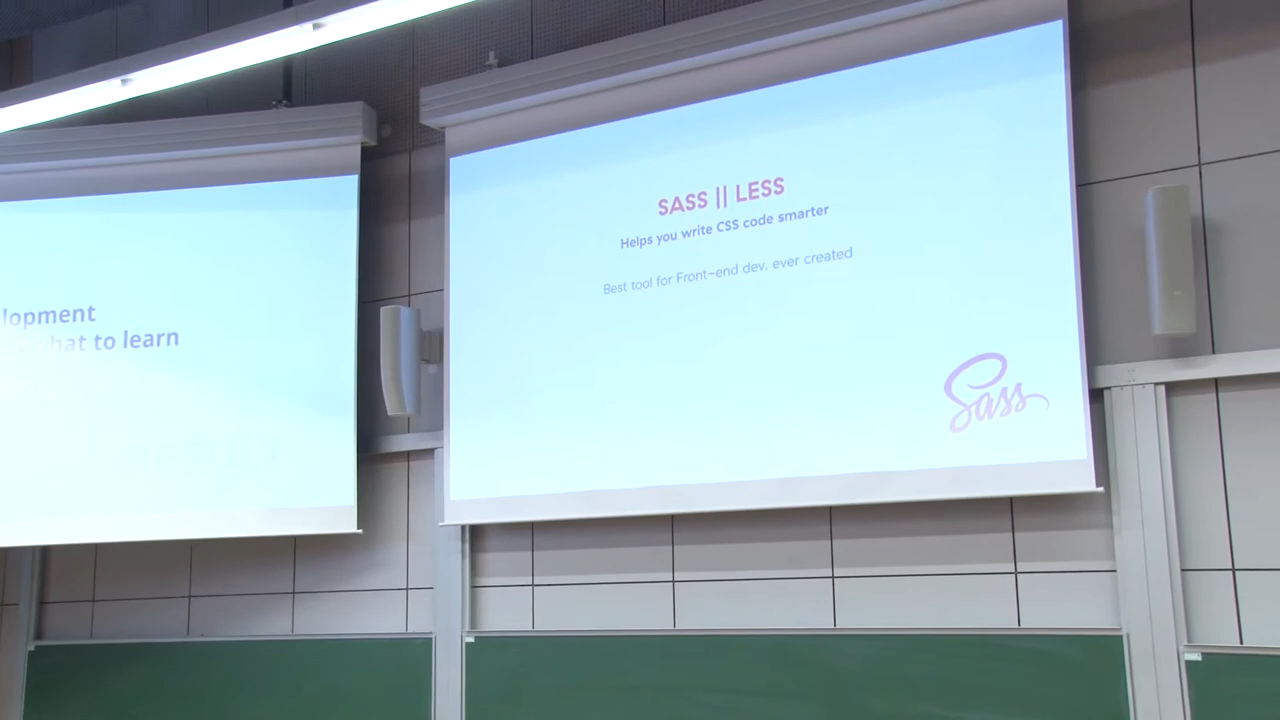 lopment
what to learn
SASS || LESS
Helps you write CSS code smarter
Best tool for Front-end dev, ever created
Sass